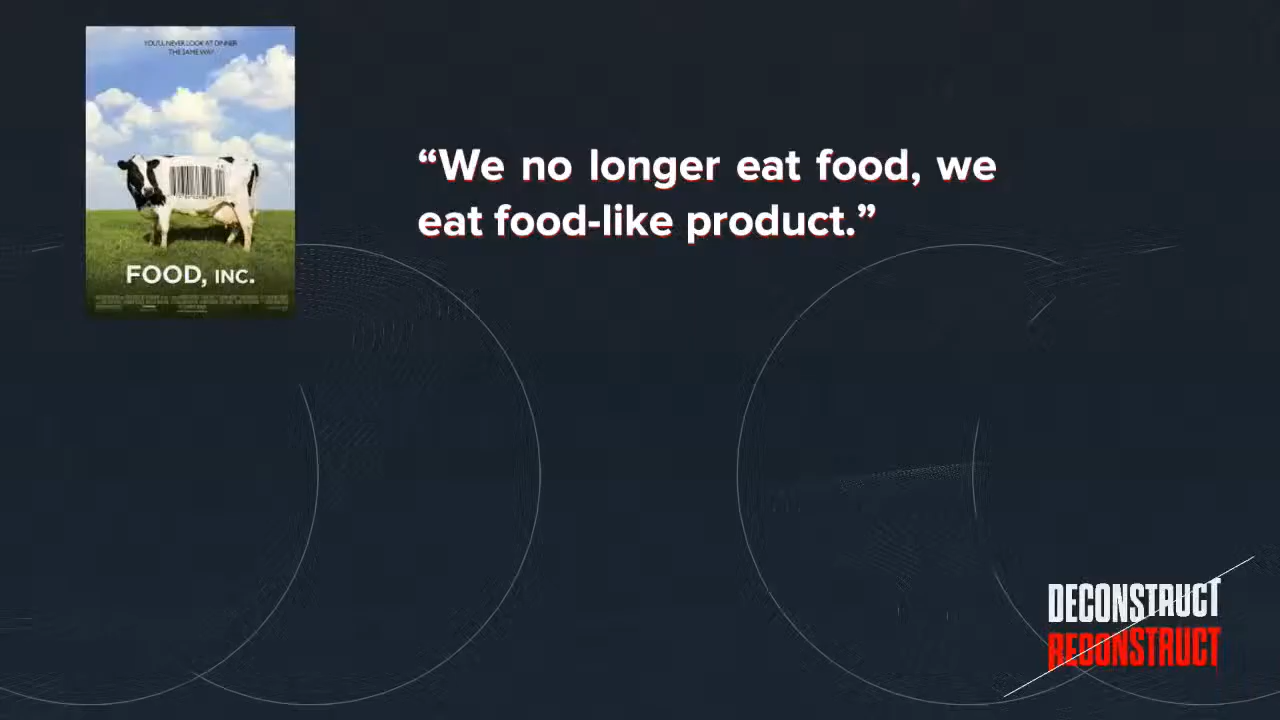 YOU'LL NEVER LOOK AT DINNER
THE SAME WAY
FOOD, INC.
“We no longer eat food, we
eat food-like product.”
DECONSTRUCT
RECONSTRUCT